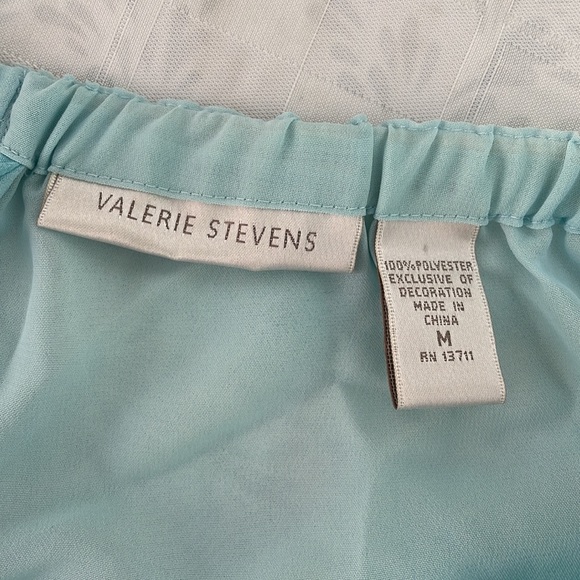 VALERIE STEVENS
100%POLYESTER
EXCLUSIVE OF
DECORATION
MADE IN
CHINA
M
RN 13711